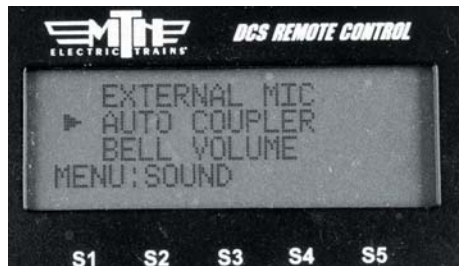 MTH DCS REMOTE CONTROL
ELECTRIC TRAINS
EXTERNAL MIC
AUTO COUPLER
BELL VOLUME
MENU:SOUND
S1 S2 S3 S4 S5